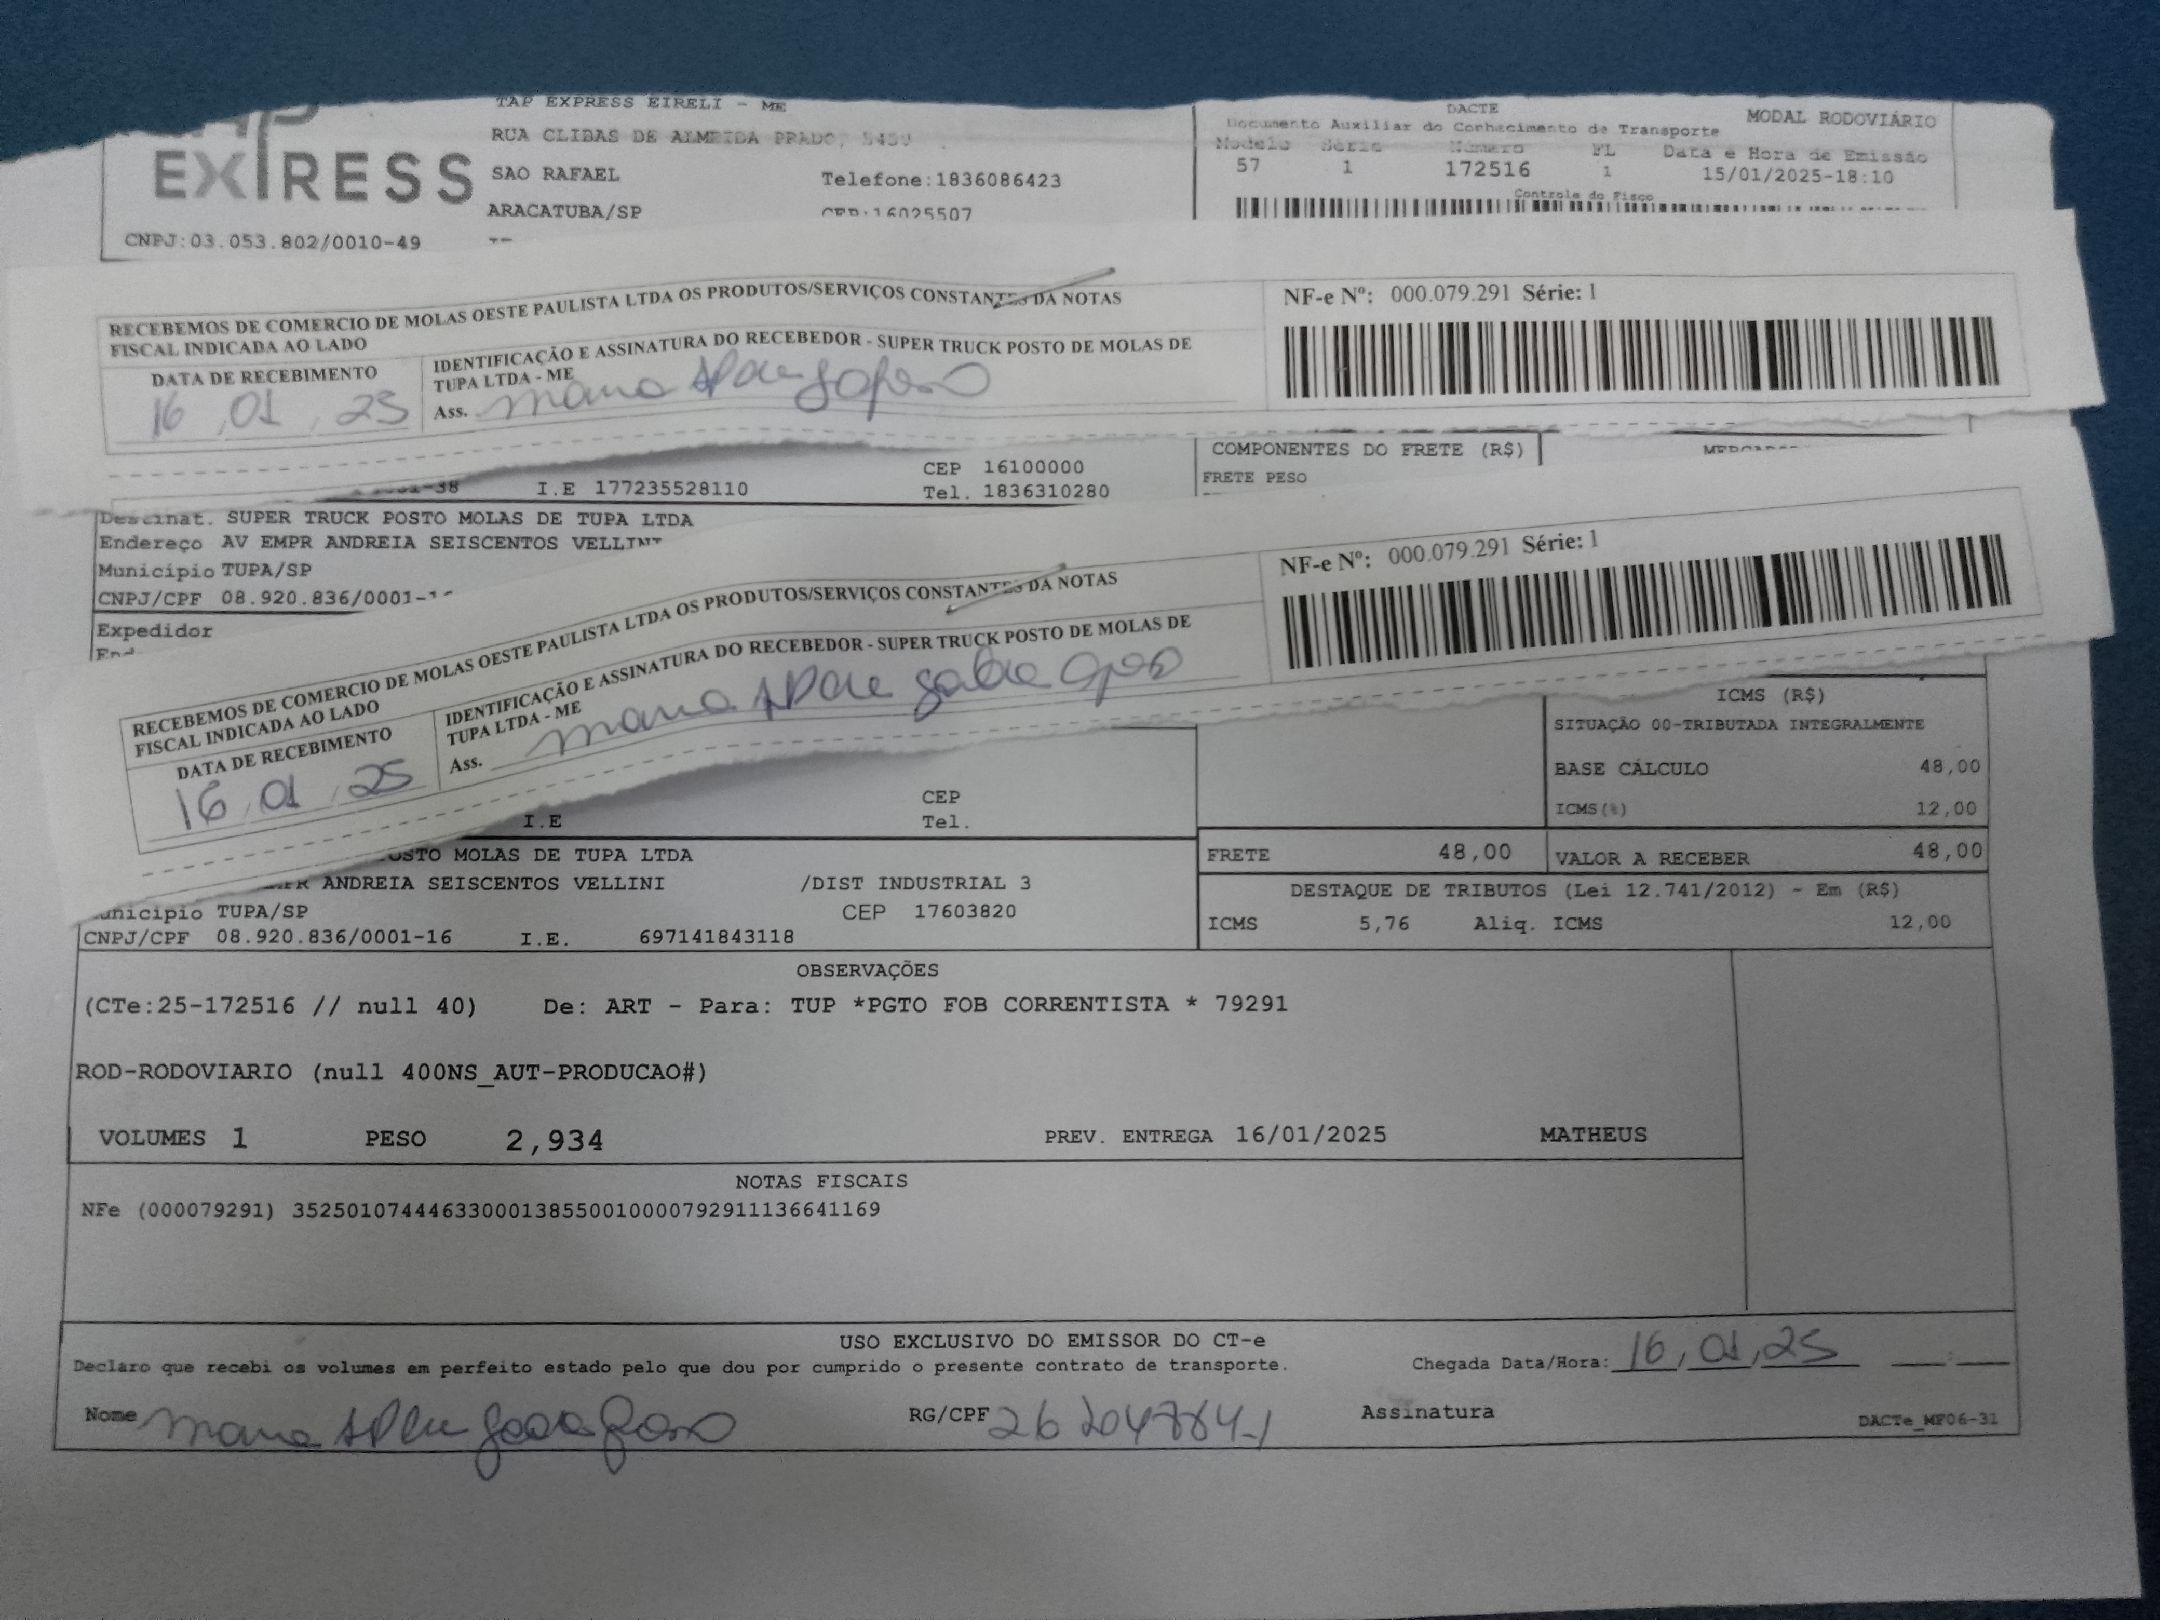 EXPRESS
TAP EXPRESS EIRELI - ME
RUA CLIBAS DE ALMEIDA PRADO,
SAO RAFAEL
Telefone:1836086423
ARACATUBA/SP
CEP:16025507
CNPJ:03.053.802/0010-49
DACTE
MODAL RODOVIÁRIO
Documento Auxiliar do Conhecimento de Transporte
Modelo Série Número FL Data e Hora de Emissão
57 1 172516 1 15/01/2025-18:10
Controle do Fisco
RECEBEMOS DE COMERCIO DE MOLAS OESTE PAULISTA LTDA OS PRODUTOS/SERVIÇOS CONSTANTES DA NOTAS
FISCAL INDICADA AO LADO
DATA DE RECEBIMENTO
16 01 25
IDENTIFICAÇÃO E ASSINATURA DO RECEBEDOR - SUPER TRUCK POSTO DE MOLAS DE
TUPA LTDA - ME
Ass.
NF-e Nº: 000.079.291 Série: 1
I.E 177235528110
CEP 16100000
Tel. 1836310280
COMPONENTES DO FRETE (R$)
FRETE PESO
Destinat. SUPER TRUCK POSTO MOLAS DE TUPA LTDA
Endereço AV EMPR ANDREIA SEISCENTOS VELLINI
Municipio TUPA/SP
CNPJ/CPF 08.920.836/0001-1
Expedidor
RECEBEMOS DE COMERCIO DE MOLAS OESTE PAULISTA LTDA OS PRODUTOS/SERVIÇOS CONSTANTES DA NOTAS
FISCAL INDICADA AO LADO
DATA DE RECEBIMENTO
16 01 25
IDENTIFICAÇÃO E ASSINATURA DO RECEBEDOR - SUPER TRUCK POSTO DE MOLAS DE
TUPA LTDA - ME
Ass.
NF-e Nº: 000.079.291 Série: 1
ICMS (R$)
SITUAÇÃO 00-TRIBUTADA INTEGRALMENTE
BASE CÁLCULO 48,00
ICMS(%) 12,00
CEP
I.E Tel.
FRETE 48,00 VALOR A RECEBER 48,00
OSTO MOLAS DE TUPA LTDA
ANDREIA SEISCENTOS VELLINI /DIST INDUSTRIAL 3
unicipio TUPA/SP CEP 17603820
CNPJ/CPF 08.920.836/0001-16 I.E. 697141843118
DESTAQUE DE TRIBUTOS (Lei 12.741/2012) - Em (R$)
ICMS 5,76 Aliq. ICMS 12,00
OBSERVAÇÕES
(CTe:25-172516 // null 40) De: ART - Para: TUP *PGTO FOB CORRENTISTA * 79291
ROD-RODOVIARIO (null 400NS_AUT-PRODUCAO#)
VOLUMES 1 PESO 2,934 PREV. ENTREGA 16/01/2025 MATHEUS
NOTAS FISCAIS
NFe (000079291) 35250107444633000138550010000792911136641169
USO EXCLUSIVO DO EMISSOR DO CT-e
Declaro que recebi os volumes em perfeito estado pelo que dou por cumprido o presente contrato de transporte.
Chegada Data/Hora: 16,01,25
Nome RG/CPF Assinatura
DACTe_MF06-31